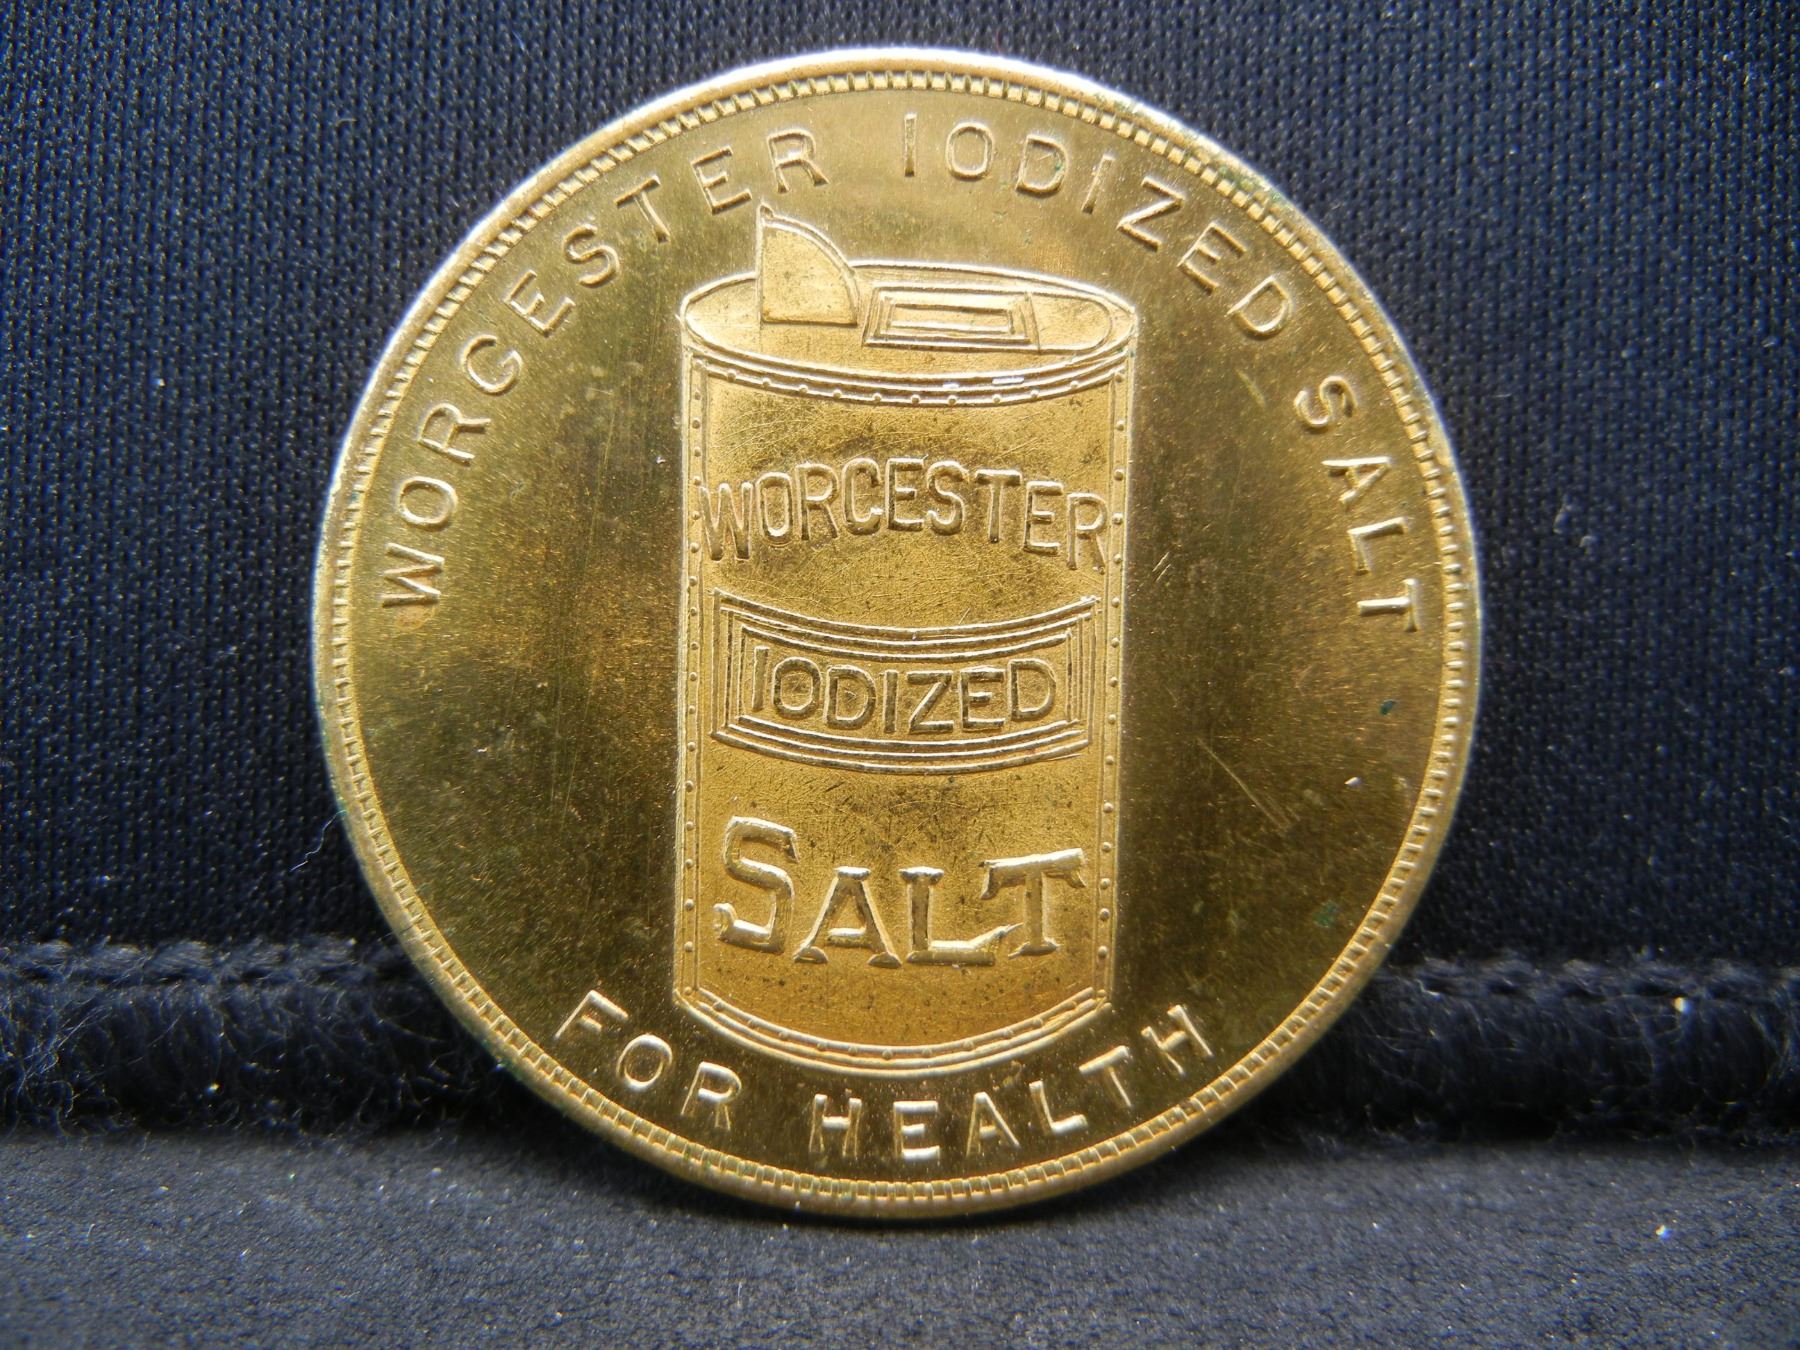 WORCESTER IODIZED SALT
WORCESTER
IODIZED
SALT
FOR HEALTH